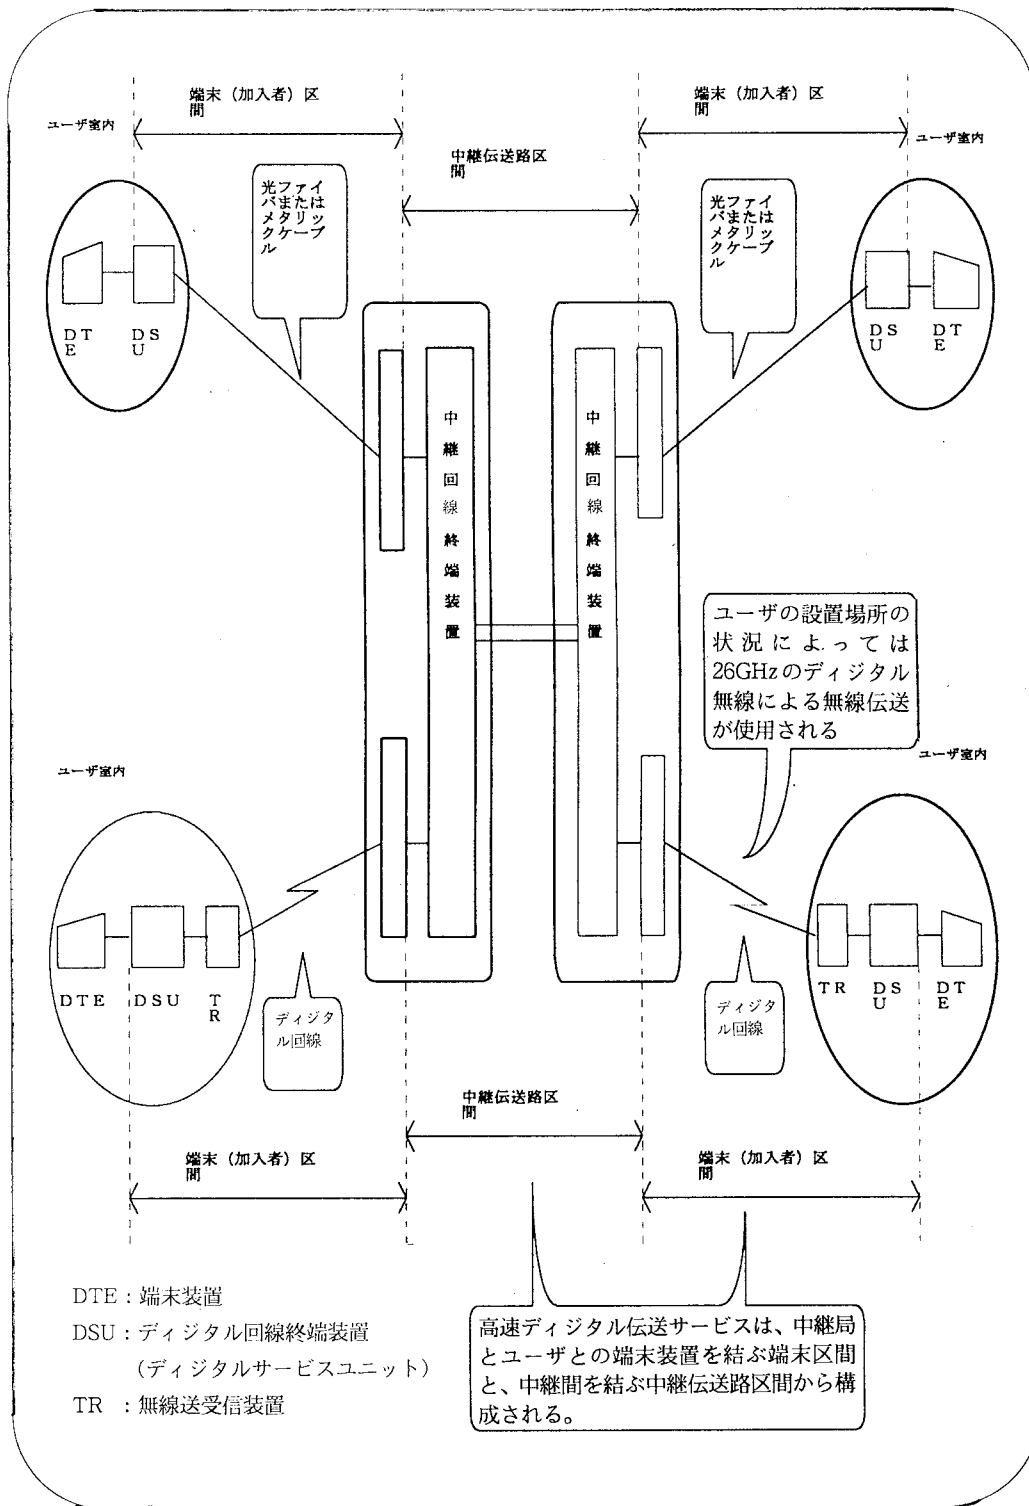 端末（加入者）区
間
端末（加入者）区
間
ユーザ室内
ユーザ室内
中継伝送路区
間
光ファイ
バまたは
メタリッ
クケーブ
ル
光ファイ
バまたは
メタリッ
クケーブ
ル
DT
E
DS
U
DS
U
DT
E
中継回線終端装置
中継回線終端装置
ユーザの設置場所の
状況によっては
26GHzのディジタル
無線による無線伝送
が使用される
ユーザ室内
ユーザ室内
DTE
DSU
T
R
TR
DS
U
DT
E
ディジタ
ル回線
ディジタ
ル回線
中継伝送路区
間
端末（加入者）区
間
端末（加入者）区
間
DTE：端末装置
DSU：ディジタル回線終端装置
（ディジタルサービスユニット）
TR ：無線送受信装置
高速ディジタル伝送サービスは、中継局
とユーザとの端末装置を結ぶ端末区間
と、中継間を結ぶ中継伝送路区間から構
成される。